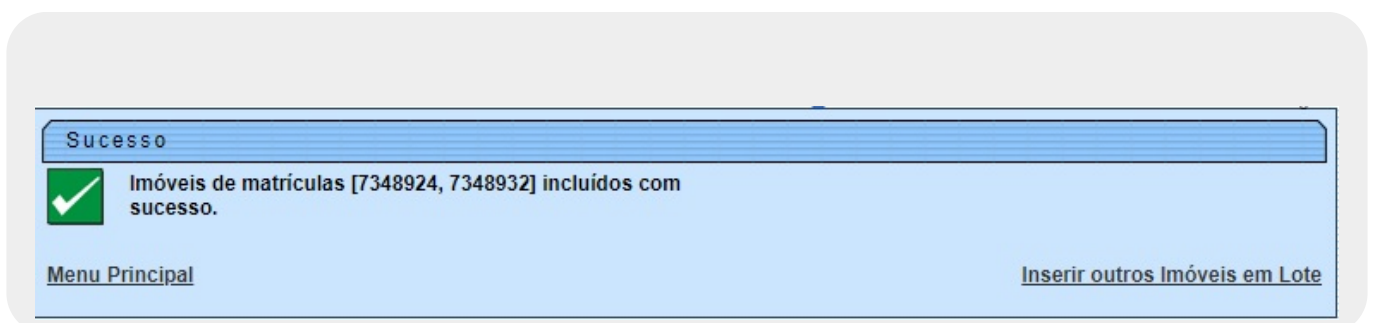 Sucesso
Imóveis de matrículas [7348924, 7348932] incluídos com
sucesso.
Menu Principal
Inserir outros Imóveis em Lote